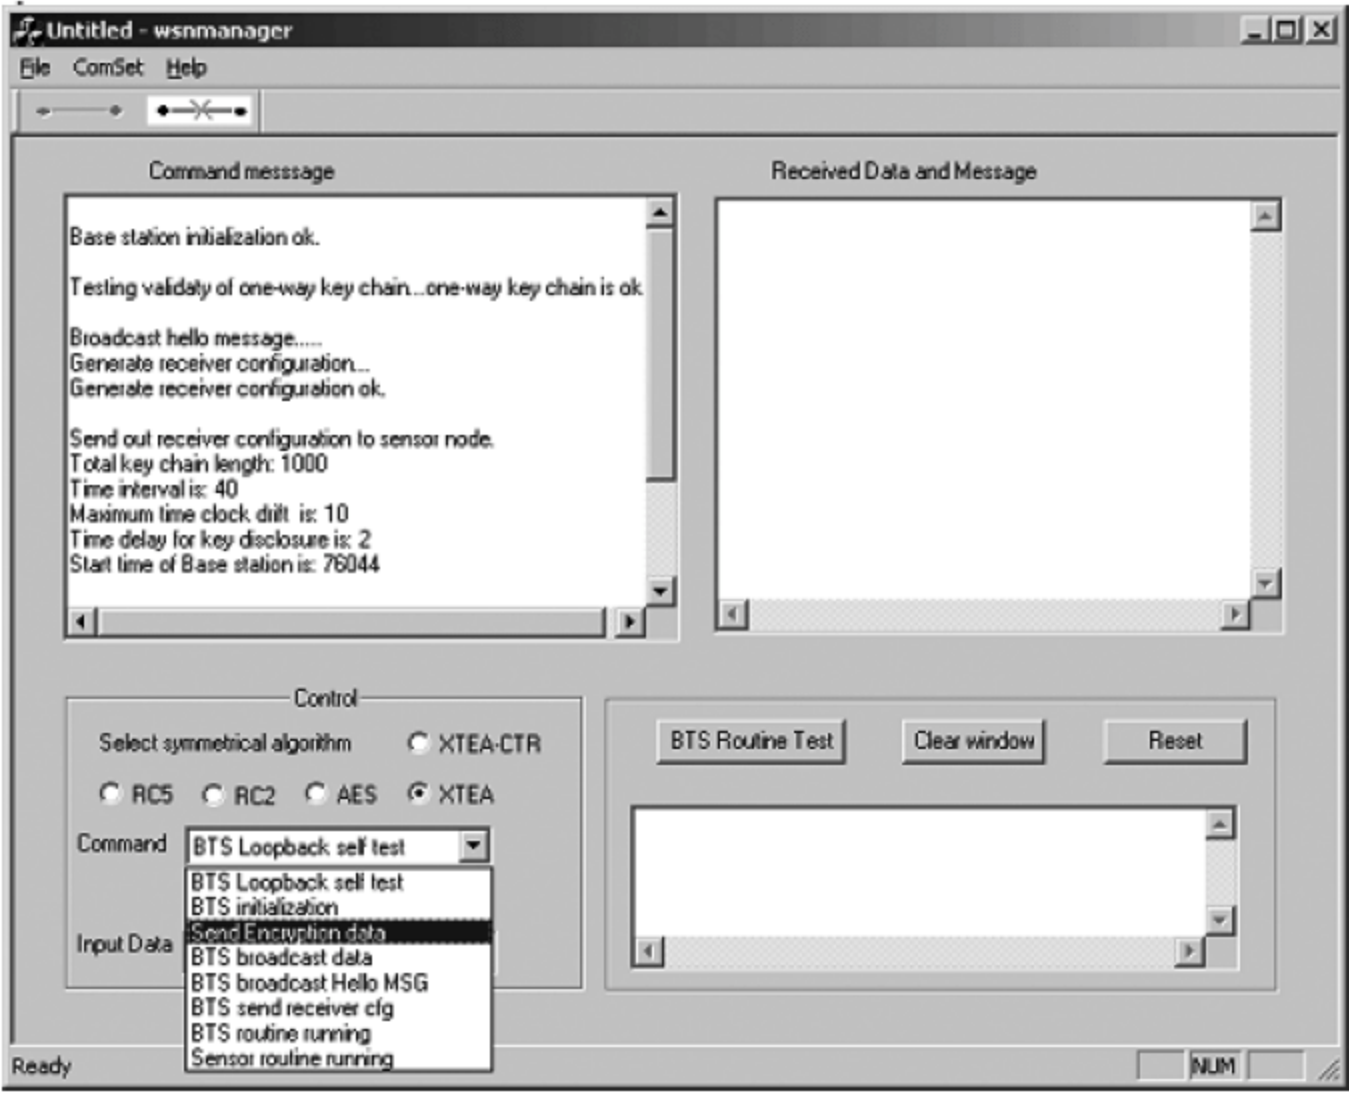 Untitled - wsnmanager
File ComSet Help
Command messsage
Base station initialization ok.
Testing validaty of one-way key chain...one-way key chain is ok
Broadcast hello message.....
Generate receiver configuration...
Generate receiver configuration ok.
Send out receiver configuration to sensor node.
Total key chain length: 1000
Time interval is: 40
Maximum time clock drift is: 10
Time delay for key disclosure is: 2
Start time of Base station is: 76044
Received Data and Message
Control
Select symmetrical algorithm XTEA-CTR
RC5 RC2 AES XTEA
Command BTS Loopback self test
BTS Loopback self test
BTS initialization
Send Encryption data
Input Data
BTS broadcast data
BTS broadcast Hello MSG
BTS send receiver cfg
BTS routine running
Sensor routine running
BTS Routine Test Clear window Reset
Ready NUM